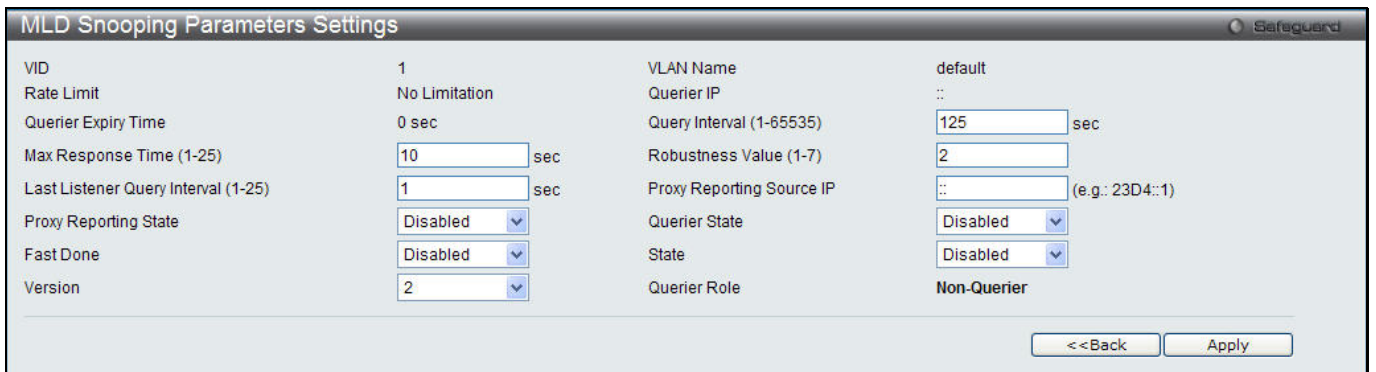 MLD Snooping Parameters Settings Safeguard
VID 1 VLAN Name default
Rate Limit No Limitation Querier IP ::
Querier Expiry Time 0 sec Query Interval (1-65535) 125 sec
Max Response Time (1-25) 10 sec Robustness Value (1-7) 2
Last Listener Query Interval (1-25) 1 sec Proxy Reporting Source IP :: (e.g.: 23D4::1)
Proxy Reporting State Disabled Querier State Disabled
Fast Done Disabled State Disabled
Version 2 Querier Role Non-Querier
<<Back Apply